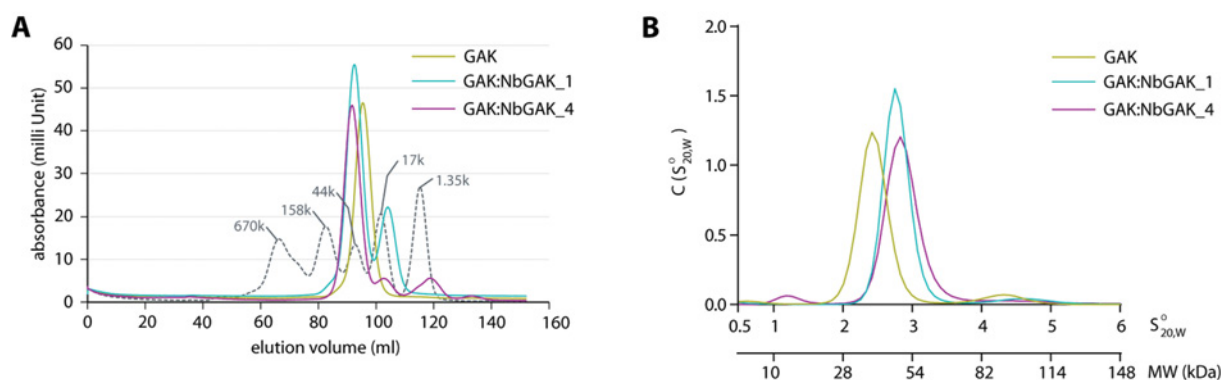 A
60
50
40
30
20
10
0
absorbance (milli Unit)
0 20 40 60 80 100 120 140 160
elution volume (ml)
GAK
GAK:NbGAK_1
GAK:NbGAK_4
670k
158k
44k
17k
1.35k
B
2.0
1.5
1.0
0.5
0.0
C (S°20,W)
0.5 1 2 3 4 5 6 S°20,W
10 28 54 82 114 148 MW (kDa)
GAK
GAK:NbGAK_1
GAK:NbGAK_4